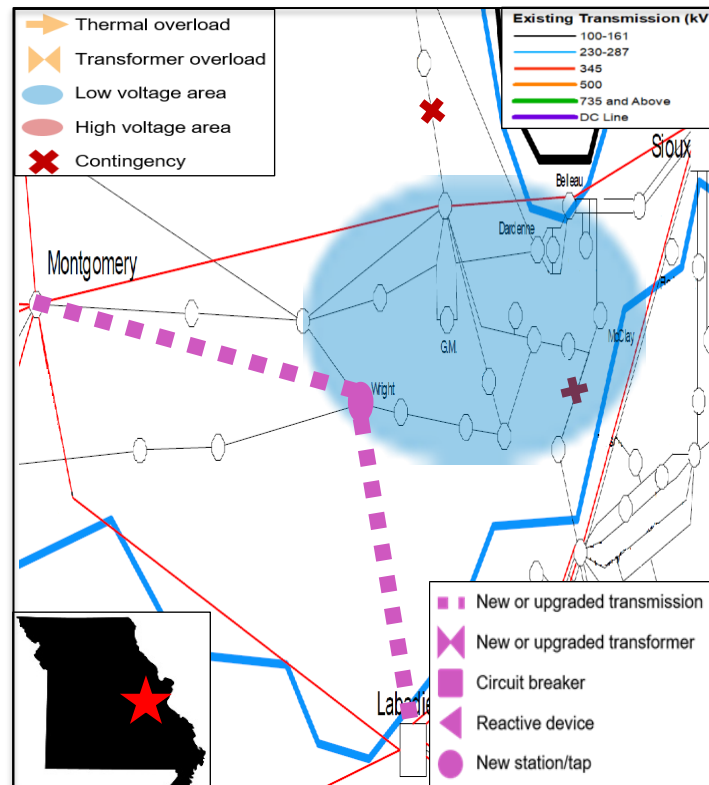 Thermal overload
Transformer overload
Low voltage area
High voltage area
Contingency
Existing Transmission (kV
100-161
230-287
345
500
735 and Above
DC Line
Sioux
Belleau
Dardenne
Montgomery
G.M.
McClay
Wright
Labadie
New or upgraded transmission
New or upgraded transformer
Circuit breaker
Reactive device
New station/tap